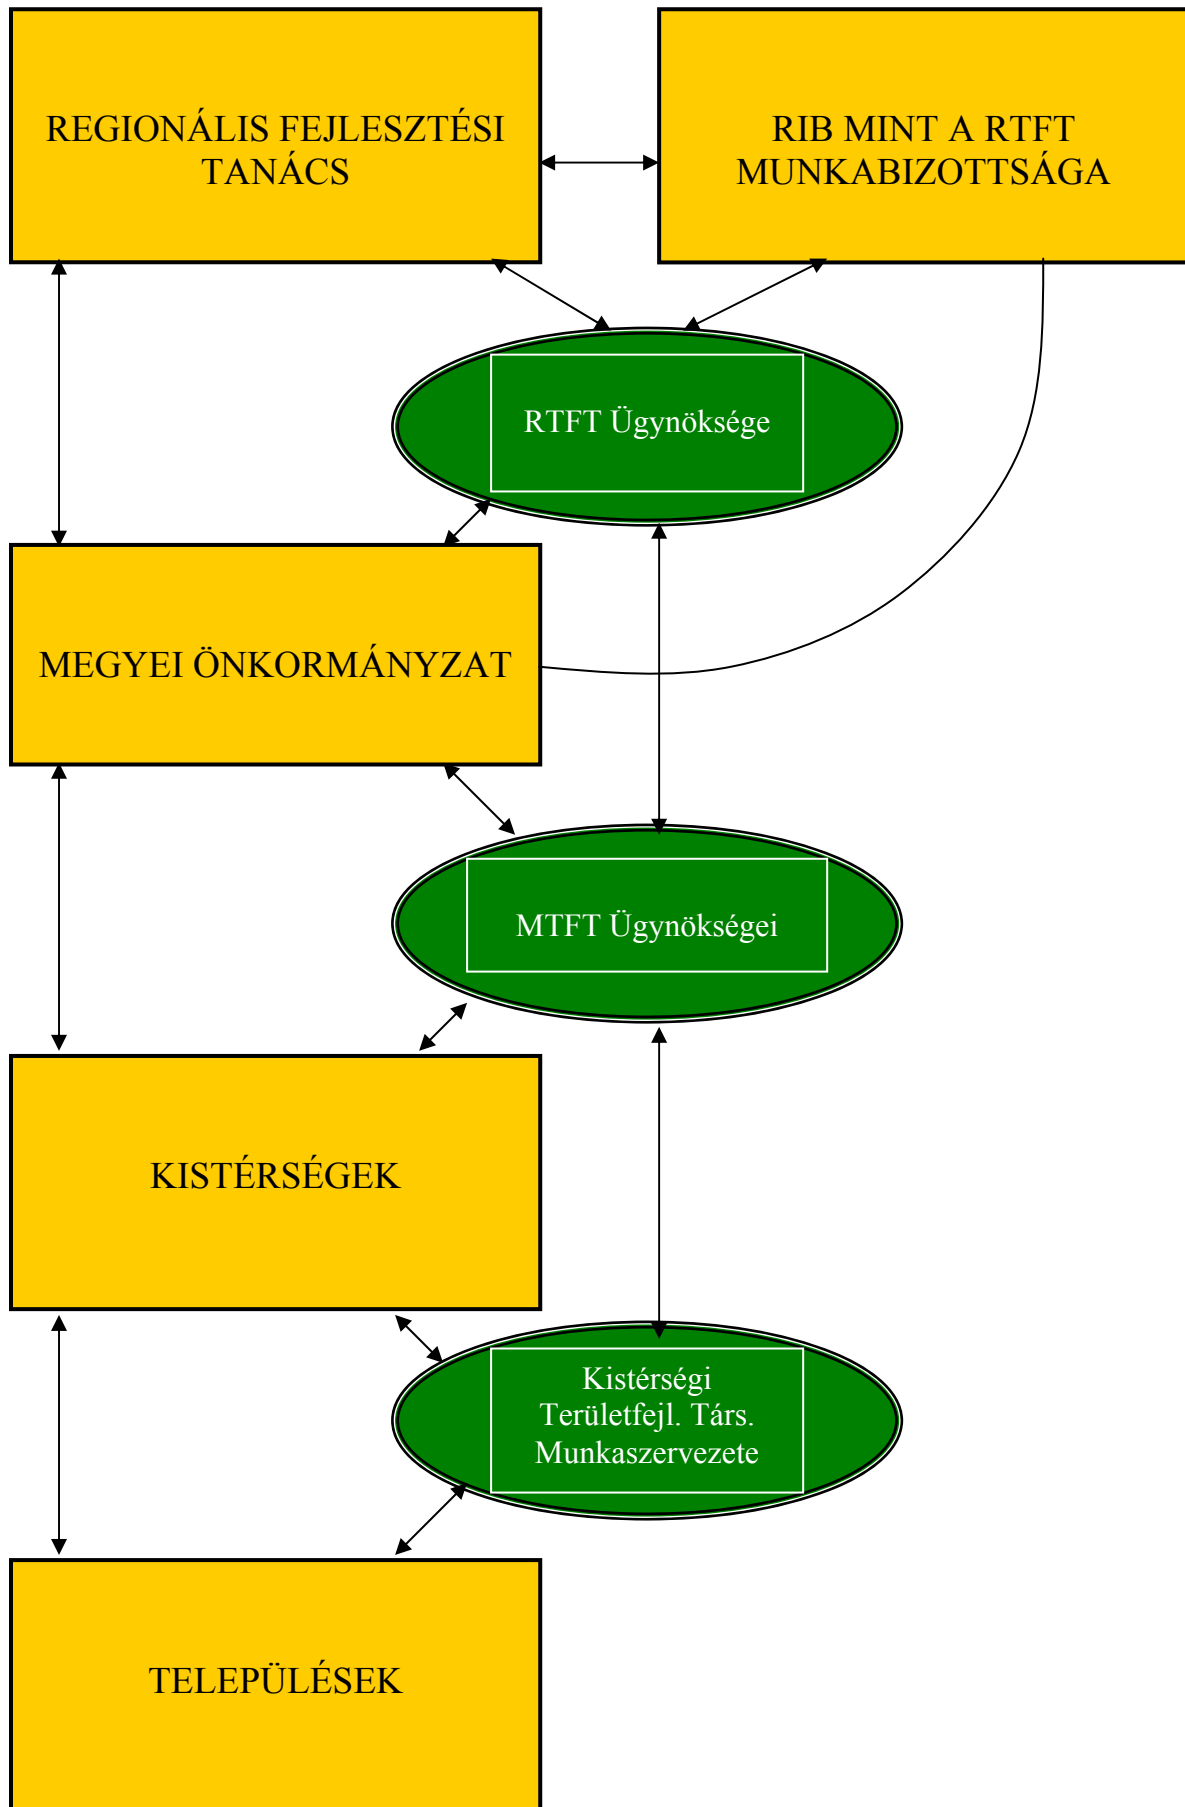 REGIONÁLIS FEJLESZTÉSI
TANÁCS
RIB MINT A RTFT
MUNKABIZOTTSÁGA
RTFT Ügynöksége
MEGYEI ÖNKORMÁNYZAT
MTFT Ügynökségei
KISTÉRSÉGEK
Kistérségi
Területfejl. Társ.
Munkaszervezete
TELEPÜLÉSEK